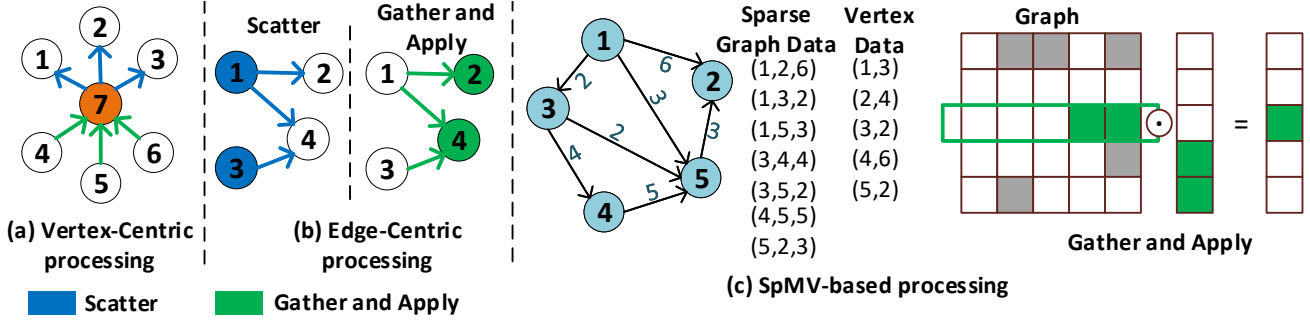 2
1
3
7
4
6
5
(a) Vertex-Centric
processing
Scatter
1
2
4
3
Gather and
Apply
1
2
4
3
(b) Edge-Centric
processing
1
6
2
2
3
3
2
3
4
5
5
4
Sparse
Graph Data
(1,2,6)
(1,3,2)
(1,5,3)
(3,4,4)
(3,5,2)
(4,5,5)
(5,2,3)
Vertex
Data
(1,3)
(2,4)
(3,2)
(4,6)
(5,2)
Graph
=
Gather and Apply
(c) SpMV-based processing
Scatter
Gather and Apply